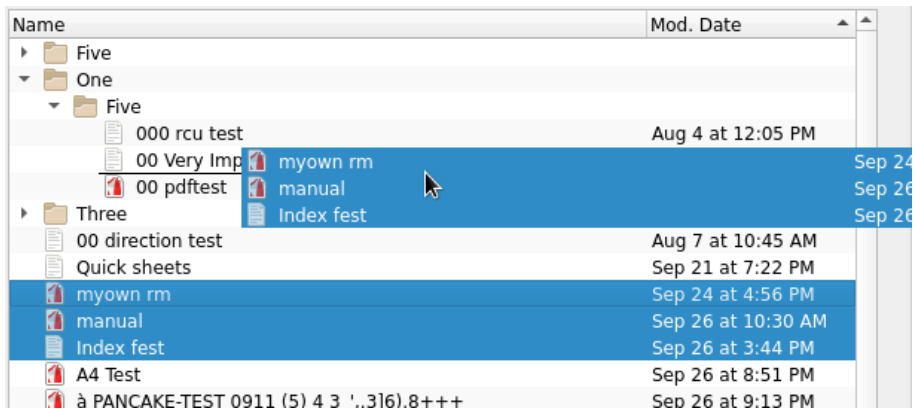 Name Mod. Date
Five
One
Five
000 rcu test Aug 4 at 12:05 PM
00 Very Imp myown rm Sep 24
00 pdftest manual Sep 26
Three Index fest Sep 26
00 direction test Aug 7 at 10:45 AM
Quick sheets Sep 21 at 7:22 PM
myown rm Sep 24 at 4:56 PM
manual Sep 26 at 10:30 AM
Index fest Sep 26 at 3:44 PM
A4 Test Sep 26 at 8:51 PM
à PANCAKE-TEST 0911 (5) 4 3 ',.3]6).8+++ Sep 26 at 9:13 PM